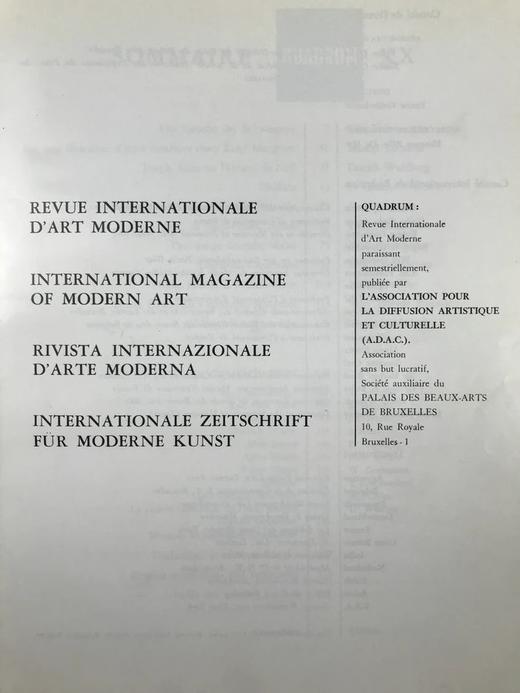 REVUE INTERNATIONALE
D'ART MODERNE
INTERNATIONAL MAGAZINE
OF MODERN ART
RIVISTA INTERNAZIONALE
D'ARTE MODERNA
INTERNATIONALE ZEITSCHRIFT
FÜR MODERNE KUNST
QUADRUM :
Revue Internationale
d'Art Moderne
paraissant
semestriellement,
publiée par
L'ASSOCIATION POUR
LA DIFFUSION ARTISTIQUE
ET CULTURELLE
(A.D.A.C.).
Association
sans but lucratif,
Société auxiliaire du
PALAIS DES BEAUX-ARTS
DE BRUXELLES
10, Rue Royale
Bruxelles - 1